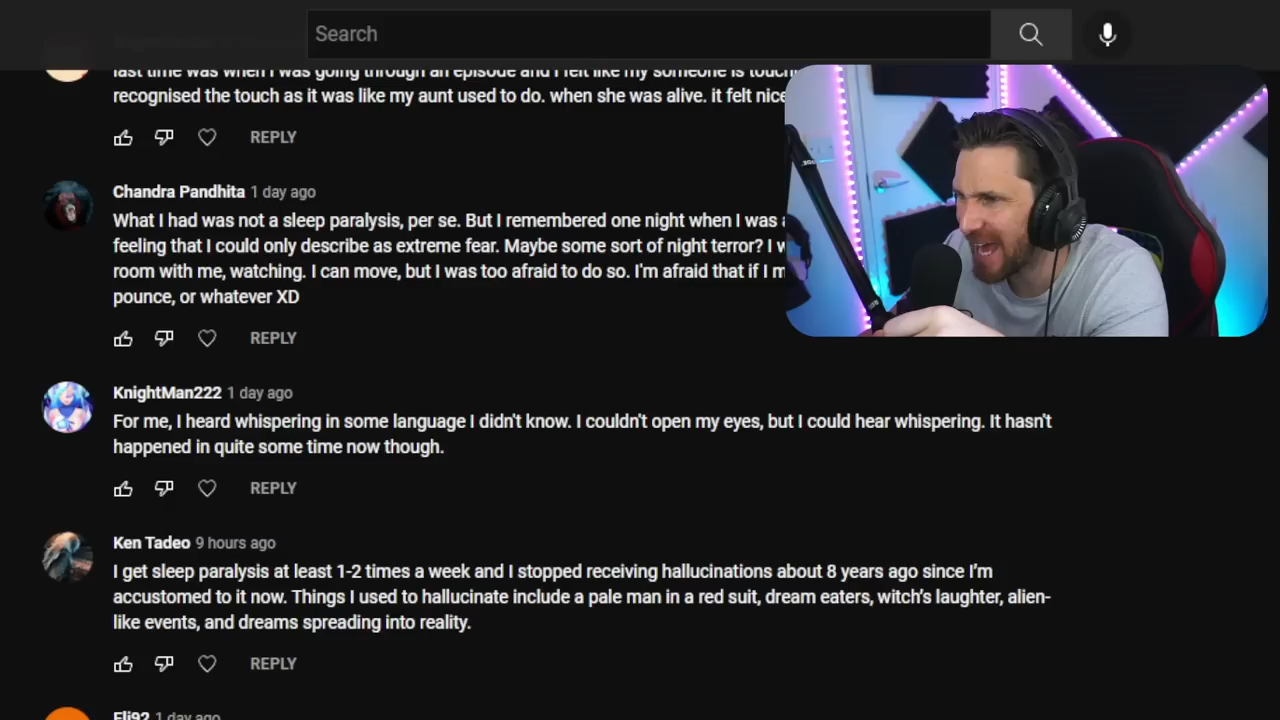 Search
last time was when I was going through an episode and I felt like my someone is touch
recognised the touch as it was like my aunt used to do. when she was alive. it felt nice
REPLY
Chandra Pandhita 1 day ago
What I had was not a sleep paralysis, per se. But I remembered one night when I was
feeling that I could only describe as extreme fear. Maybe some sort of night terror? I
room with me, watching. I can move, but I was too afraid to do so. I'm afraid that if I
pounce, or whatever XD
REPLY
KnightMan222 1 day ago
For me, I heard whispering in some language I didn't know. I couldn't open my eyes, but I could hear whispering. It hasn't
happened in quite some time now though.
REPLY
Ken Tadeo 9 hours ago
I get sleep paralysis at least 1-2 times a week and I stopped receiving hallucinations about 8 years ago since I'm
accustomed to it now. Things I used to hallucinate include a pale man in a red suit, dream eaters, witch's laughter, alien-
like events, and dreams spreading into reality.
REPLY
Eli92 1 day ago